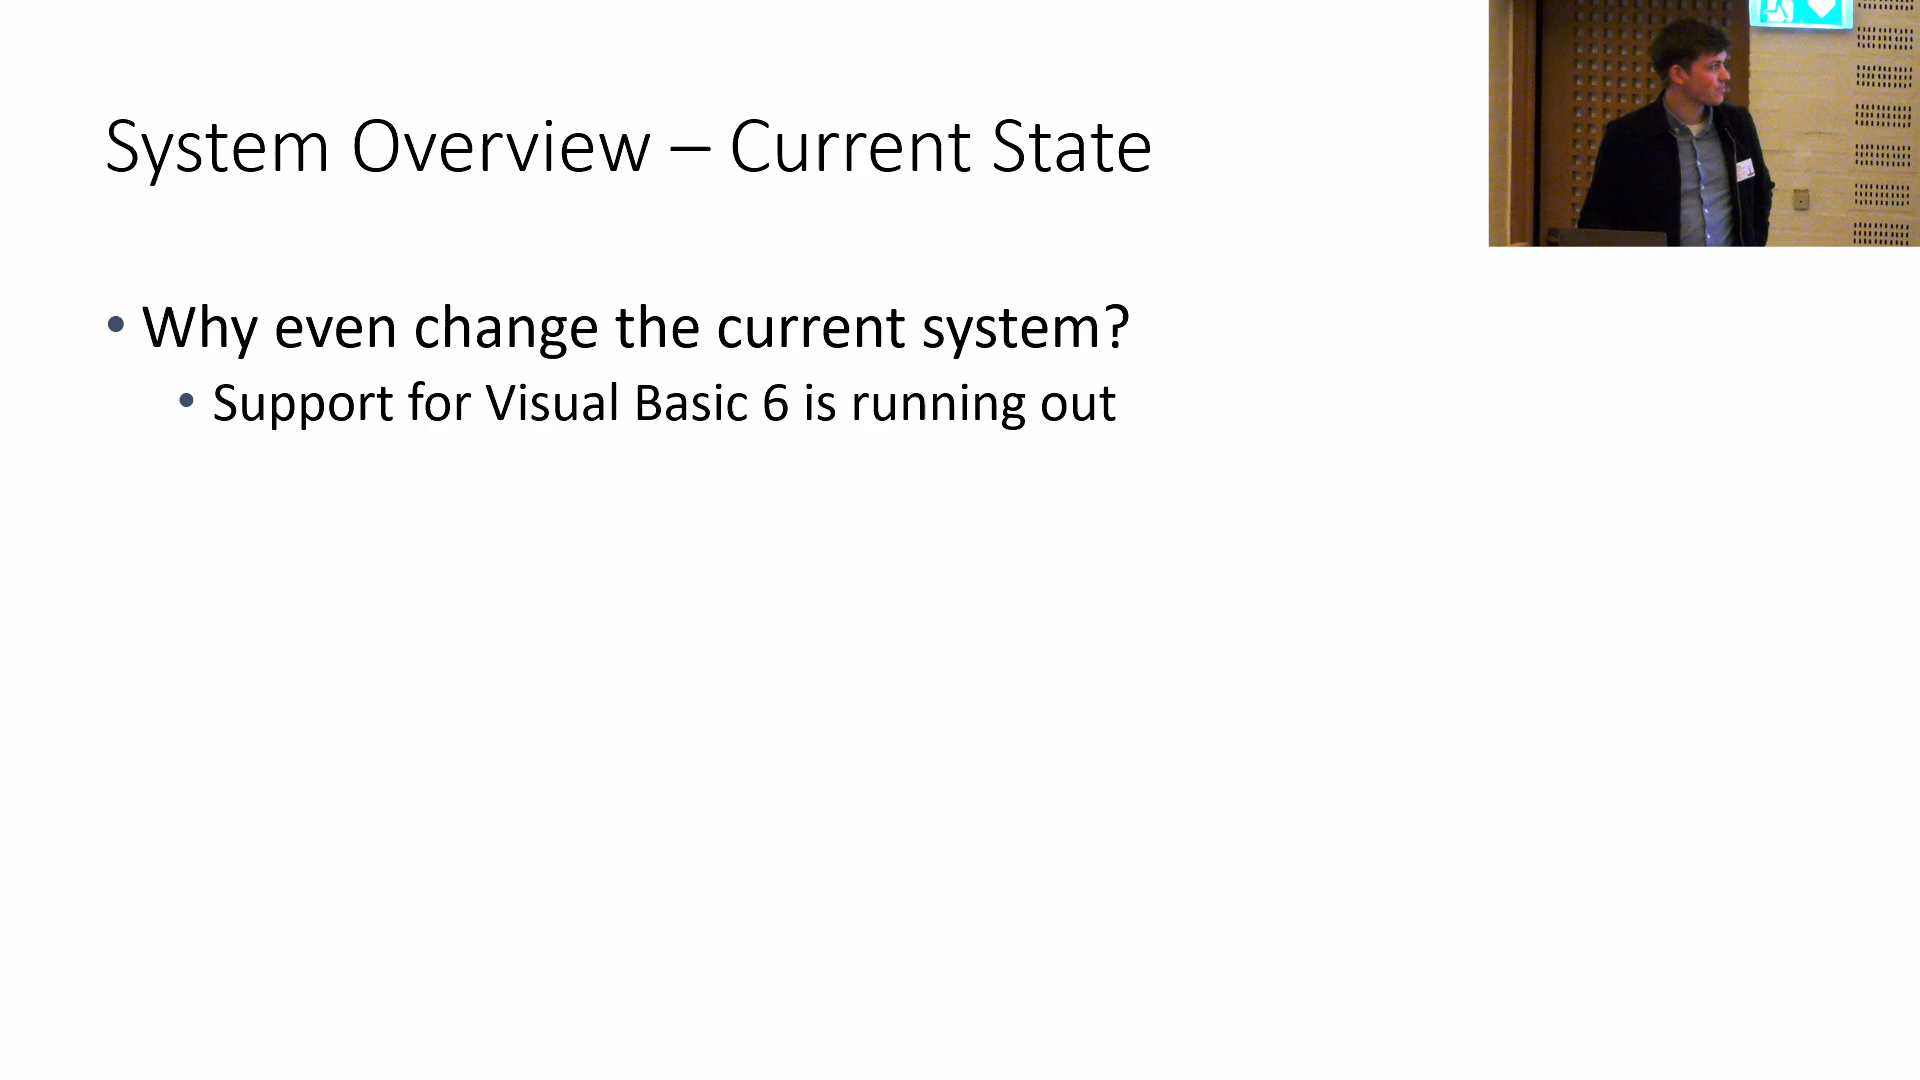 System Overview – Current State
• Why even change the current system?
• Support for Visual Basic 6 is running out